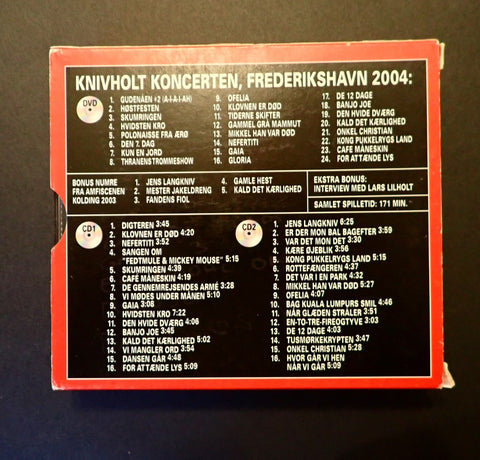 KNIVHOLT KONCERTEN, FREDERIKSHAVN 2004:
DVD
1. GUDENÅEN +2 (A-I-A-I-AH)
2. HØSTFESTEN
3. SKUMRINGEN
4. HVIDSTEN KRO
5. POLONAISSE FRA ÆRØ
6. DEN 7. DAG
7. KUN EN JORD
8. THRANENSTROMMESHOW
9. OFELIA
10. KLOVNEN ER DØD
11. TIDERNE SKIFTER
12. GAMMEL GRÅ MAMMUT
13. MIKKEL HAN VAR DØD
14. NEFERTITI
15. GAIA
16. GLORIA
17. DE 12 DAGE
18. BANJO JOE
19. DEN HVIDE DVÆRG
20. KALD DET KÆRLIGHED
21. ONKEL CHRISTIAN
22. KONG PUKKELRYGS LAND
23. CAFÉ MÅNESKIN
24. FOR ATTÆNDE LYS
BONUS NUMRE
FRA AMFISCENEN
KOLDING 2003
1. JENS LANGKNIV
2. MESTER JAKELDRENG
3. FANDENS FIOL
4. GAMLE HEST
5. KALD DET KÆRLIGHED
EKSTRA BONUS:
INTERVIEW MED LARS LILHOLT
SAMLET SPILLETID: 171 MIN.
CD1
1. DIGTEREN 3:45
2. KLOVNEN ER DØD 4:20
3. NEFERTITI 3:52
4. SANGEN OM
"FEDTMULE & MICKEY MOUSE" 5:15
5. SKUMRINGEN 4:39
6. CAFÉ MÅNESKIN 4:19
7. DE GENNEMREJSENDES ARMÉ 3:28
8. VI MØDES UNDER MÅNEN 5:10
9. GAIA 3:08
10. HVIDSTEN KRO 7:22
11. DEN HVIDE DVÆRG 4:06
12. BANJO JOE 3:45
13. KALD DET KÆRLIGHED 5:02
14. VI MANGLER ORD 3:54
15. DANSEN GÅR 4:48
16. FOR ATTÆNDE LYS 5:09
CD2
1. JENS LANGKNIV 6:25
2. ER DER MON BAL BAGEFTER 3:59
3. VAR DET MON DET 3:30
4. KÆRE ØJEBLIK 3:56
5. KONG PUKKELRYGS LAND 5:15
6. ROTTEFÆNGEREN 4:37
7. DET VAR I EN PARK 4:32
8. MIKKEL HAN VAR DØD 5:27
9. OFELIA 4:07
10. BAG KUALA LUMPURS SMIL 4:46
11. NÅR GLÆDEN STRÅLER 3:51
12. EN-TO-TRE-FIREOGTYVE 3:03
13. DE 12 DAGE 4:03
14. TUSMØRKEKRYPTEN 4:37
15. ONKEL CHRISTIAN 5:28
16. HVOR GÅR VI HEN
NÅR VI GÅR 5:09